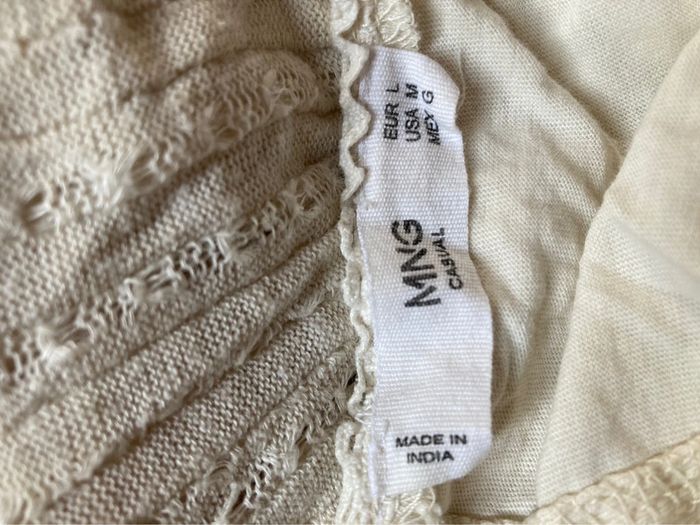 EUR L
USA M
MEX G
MNG
CASUAL
MADE IN
INDIA